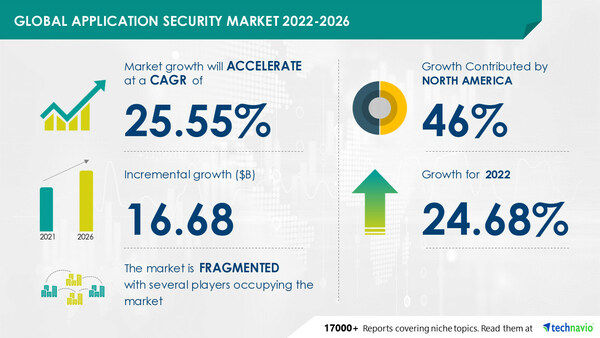 GLOBAL APPLICATION SECURITY MARKET 2022-2026
Market growth will ACCELERATE
at a CAGR of
25.55%
Growth Contributed by
NORTH AMERICA
46%
Incremental growth ($B)
16.68
2021
2026
Growth for 2022
24.68%
The market is FRAGMENTED
with several players occupying the
market
17000+ Reports covering niche topics. Read them at
technavio